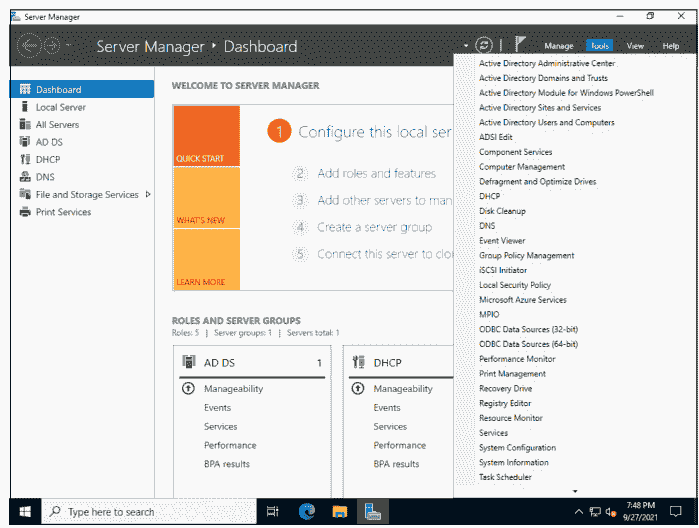 Server Manager
Server Manager ‣ Dashboard
Manage Tools View Help
Dashboard
Local Server
All Servers
AD DS
DHCP
DNS
File and Storage Services
Print Services
WELCOME TO SERVER MANAGER
QUICK START
WHAT'S NEW
LEARN MORE
1 Configure this local ser
2 Add roles and features
3 Add other servers to man
4 Create a server group
5 Connect this server to clo
ROLES AND SERVER GROUPS
Roles: 5 | Server groups: 1 | Servers total: 1
AD DS 1
Manageability
Events
Services
Performance
BPA results
DHCP
Manageability
Events
Services
Performance
BPA results
Active Directory Administrative Center
Active Directory Domains and Trusts
Active Directory Module for Windows PowerShell
Active Directory Sites and Services
Active Directory Users and Computers
ADSI Edit
Component Services
Computer Management
Defragment and Optimize Drives
DHCP
Disk Cleanup
DNS
Event Viewer
Group Policy Management
iSCSI Initiator
Local Security Policy
Microsoft Azure Services
MPIO
ODBC Data Sources (32-bit)
ODBC Data Sources (64-bit)
Performance Monitor
Print Management
Recovery Drive
Registry Editor
Resource Monitor
Services
System Configuration
System Information
Task Scheduler
Type here to search
7:48 PM
9/27/2021